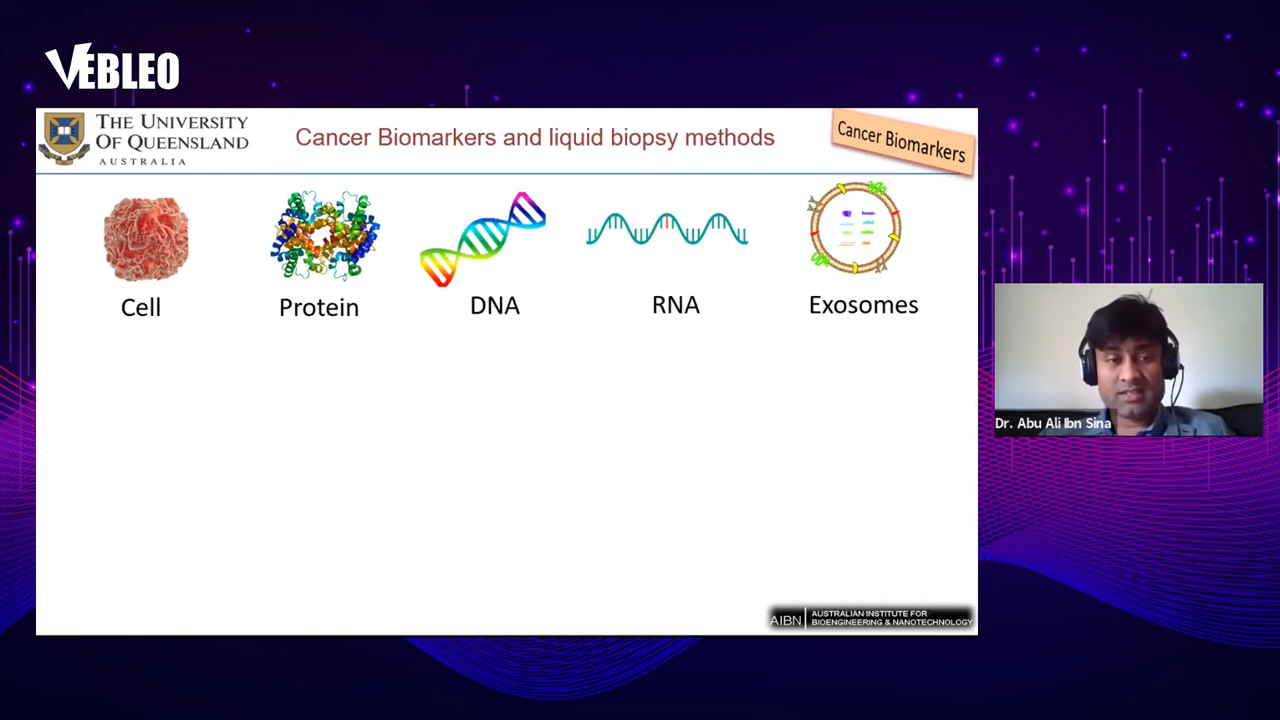 VEBLEO
THE UNIVERSITY
OF QUEENSLAND
AUSTRALIA
Cancer Biomarkers and liquid biopsy methods
Cancer Biomarkers
Protein
Cell
Protein
DNA
RNA
Exosomes
Dr. Abu Ali Ibn Sina
AIBN
AUSTRALIAN INSTITUTE FOR
BIOENGINEERING & NANOTECHNOLOGY